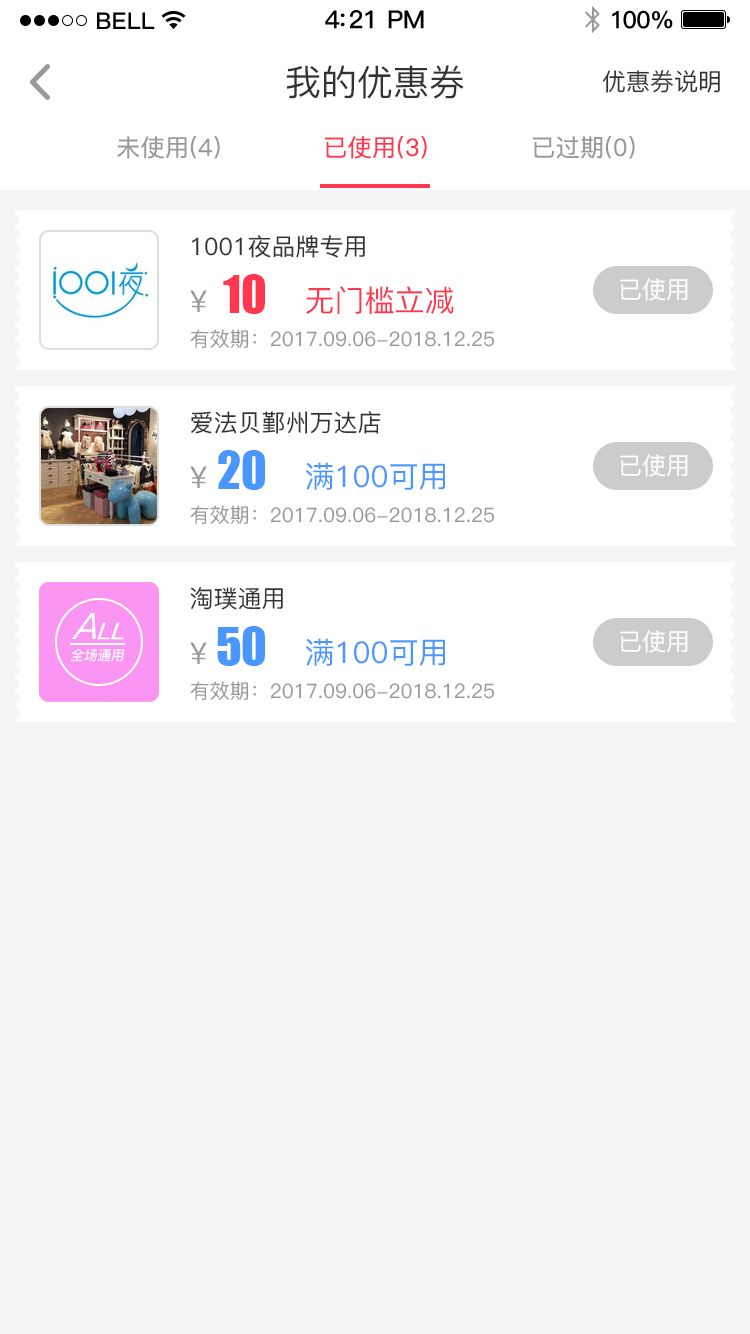 BELL 4:21 PM 100%
我的优惠券 优惠券说明
未使用(4) 已使用(3) 已过期(0)
1001夜品牌专用
1001夜
¥ 10 无门槛立减 已使用
有效期：2017.09.06-2018.12.25
爱法贝鄞州万达店
¥ 20 满100可用 已使用
有效期：2017.09.06-2018.12.25
淘璞通用
ALL
全场通用
¥ 50 满100可用 已使用
有效期：2017.09.06-2018.12.25